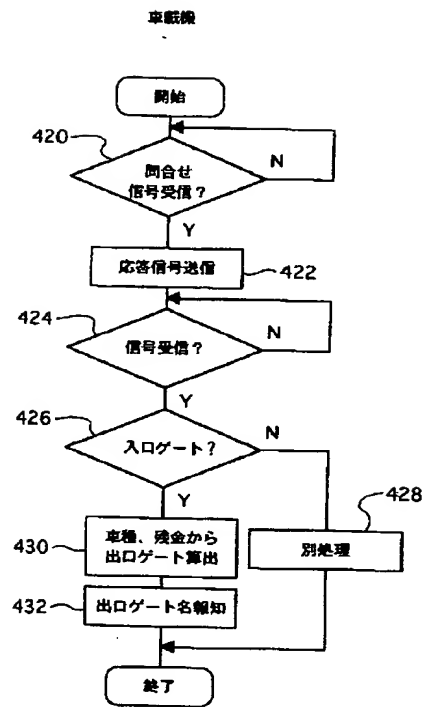 車載機
開始
420
問合せ
信号受信?
N
Y
応答信号送信
422
424
信号受信?
N
Y
426
入口ゲート?
N
Y
428
430
車種、残金から
出口ゲート算出
別処理
432
出口ゲート名報知
終了